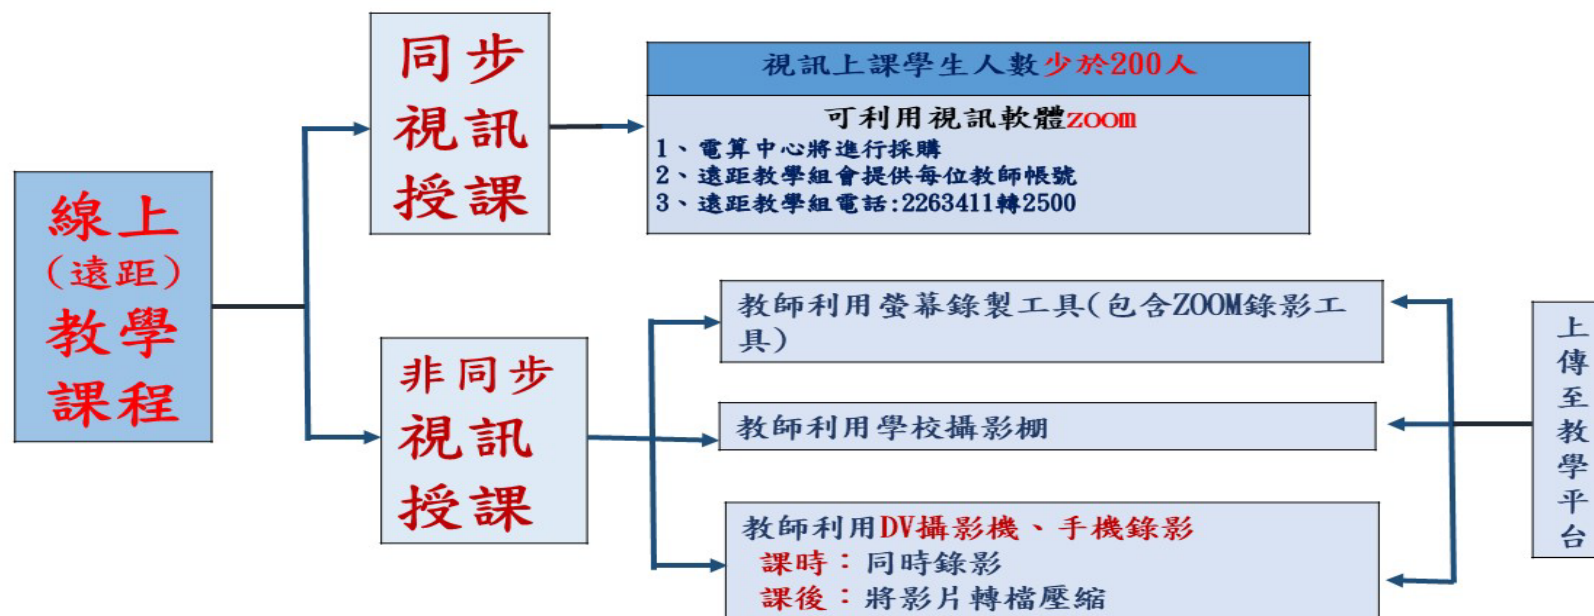 線上
(遠距)
教學
課程
同步
視訊
授課
視訊上課學生人數少於200人
可利用視訊軟體zoom
1、電算中心將進行採購
2、遠距教學組會提供每位教師帳號
3、遠距教學組電話:2263411轉2500
非同步
視訊
授課
教師利用螢幕錄製工具(包含ZOOM錄影工
具)
教師利用學校攝影棚
教師利用DV攝影機、手機錄影
課時：同時錄影
課後：將影片轉檔壓縮
上
傳
至
教
學
平
台